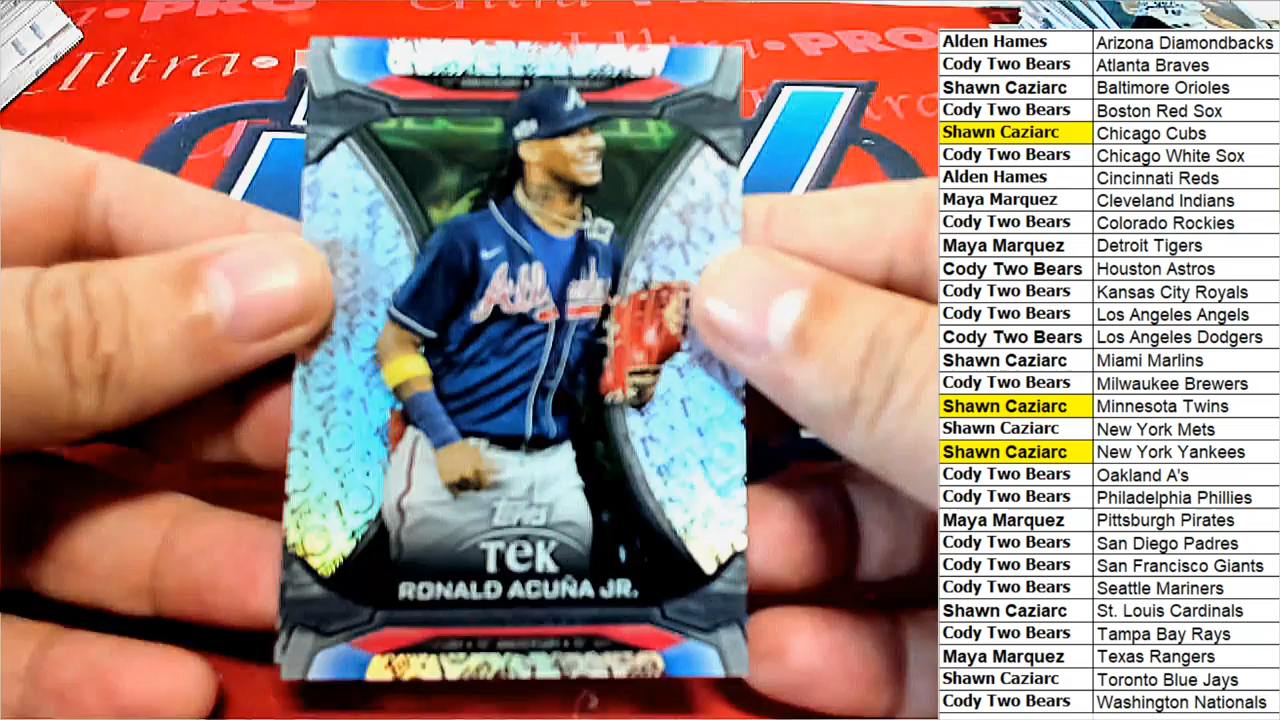 Ultra•PRO
Ultra•PRO
Ultra
topps
TEK
RONALD ACUÑA JR.
Alden Hames Arizona Diamondbacks
Cody Two Bears Atlanta Braves
Shawn Caziarc Baltimore Orioles
Cody Two Bears Boston Red Sox
Shawn Caziarc Chicago Cubs
Cody Two Bears Chicago White Sox
Alden Hames Cincinnati Reds
Maya Marquez Cleveland Indians
Cody Two Bears Colorado Rockies
Maya Marquez Detroit Tigers
Cody Two Bears Houston Astros
Cody Two Bears Kansas City Royals
Cody Two Bears Los Angeles Angels
Cody Two Bears Los Angeles Dodgers
Shawn Caziarc Miami Marlins
Cody Two Bears Milwaukee Brewers
Shawn Caziarc Minnesota Twins
Shawn Caziarc New York Mets
Shawn Caziarc New York Yankees
Cody Two Bears Oakland A's
Cody Two Bears Philadelphia Phillies
Maya Marquez Pittsburgh Pirates
Cody Two Bears San Diego Padres
Cody Two Bears San Francisco Giants
Cody Two Bears Seattle Mariners
Shawn Caziarc St. Louis Cardinals
Cody Two Bears Tampa Bay Rays
Maya Marquez Texas Rangers
Shawn Caziarc Toronto Blue Jays
Cody Two Bears Washington Nationals